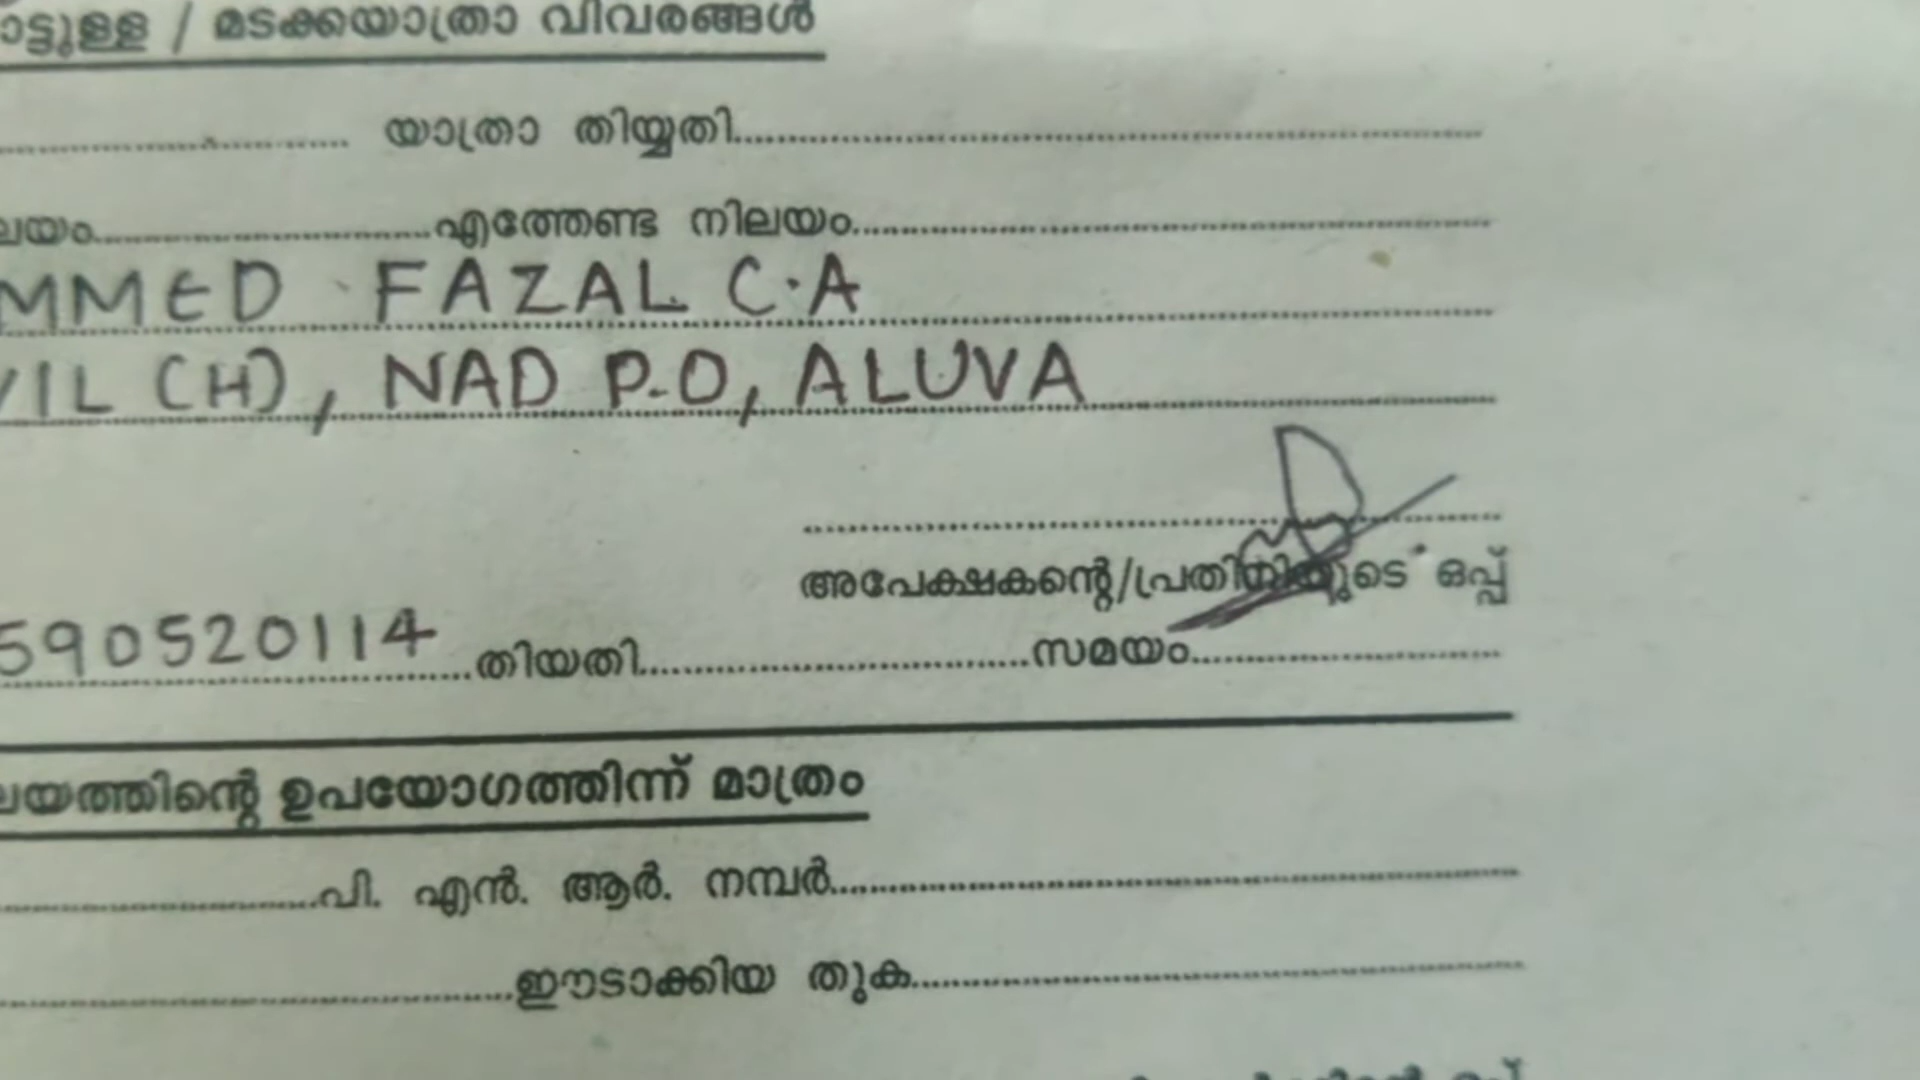 ോട്ടുള്ള / മടക്കയാത്രാ വിവരങ്ങൾ
യാത്രാ തിയ്യതി
ലയം എത്തേണ്ട നിലയം
MMED FAZAL C.A
VIL (H), NAD P.O, ALUVA
അപേക്ഷകന്റെ/പ്രതിനിധിയുടെ ഒപ്പ്
590520114 തിയതി സമയം
ലയത്തിന്റെ ഉപയോഗത്തിന്ന് മാത്രം
പി. എൻ. ആർ. നമ്പർ
ഈടാക്കിയ തുക